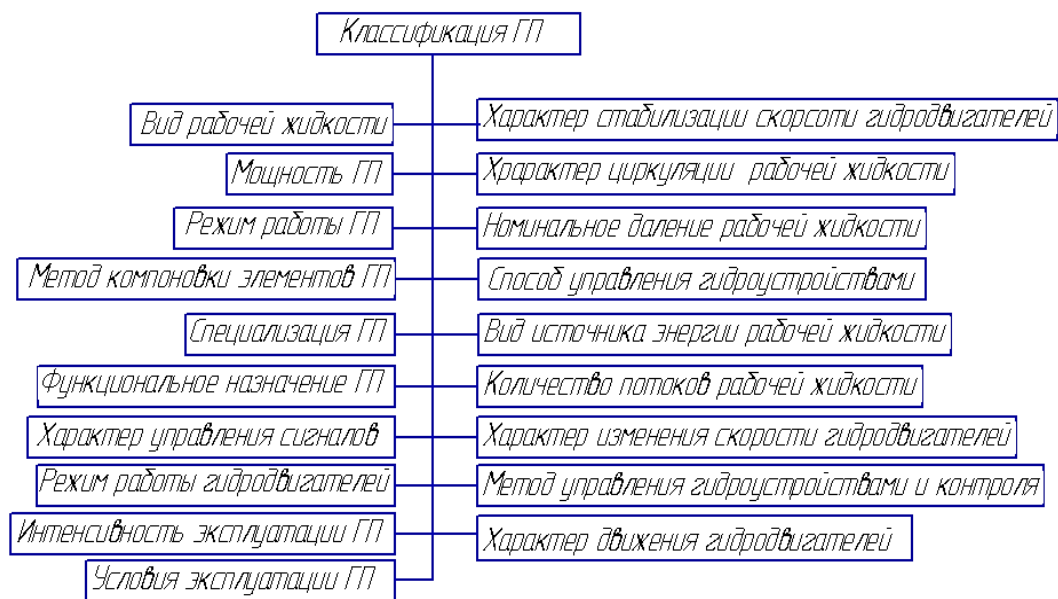 Классификация ГП
Вид рабочей жидкости
Характер стабилизации скорсоти гидродвигателей
Мощность ГП
Храрактер циркуляции рабочей жидкости
Режим работы ГП
Номинальное даление рабочей жидкости
Метод компоновки элементов ГП
Способ управления гидроустройствами
Специализация ГП
Вид источника энергии рабочей жидкости
Функциональное назначение ГП
Количество потоков рабочей жидкости
Характер управления сигналов
Характер изменения скорости гидродвигателей
Режим работы гидродвигателей
Метод управления гидроустройствами и контроля
Интенсивность эксплуатации ГП
Характер движения гидродвигателей
Условия эксплуатации ГП